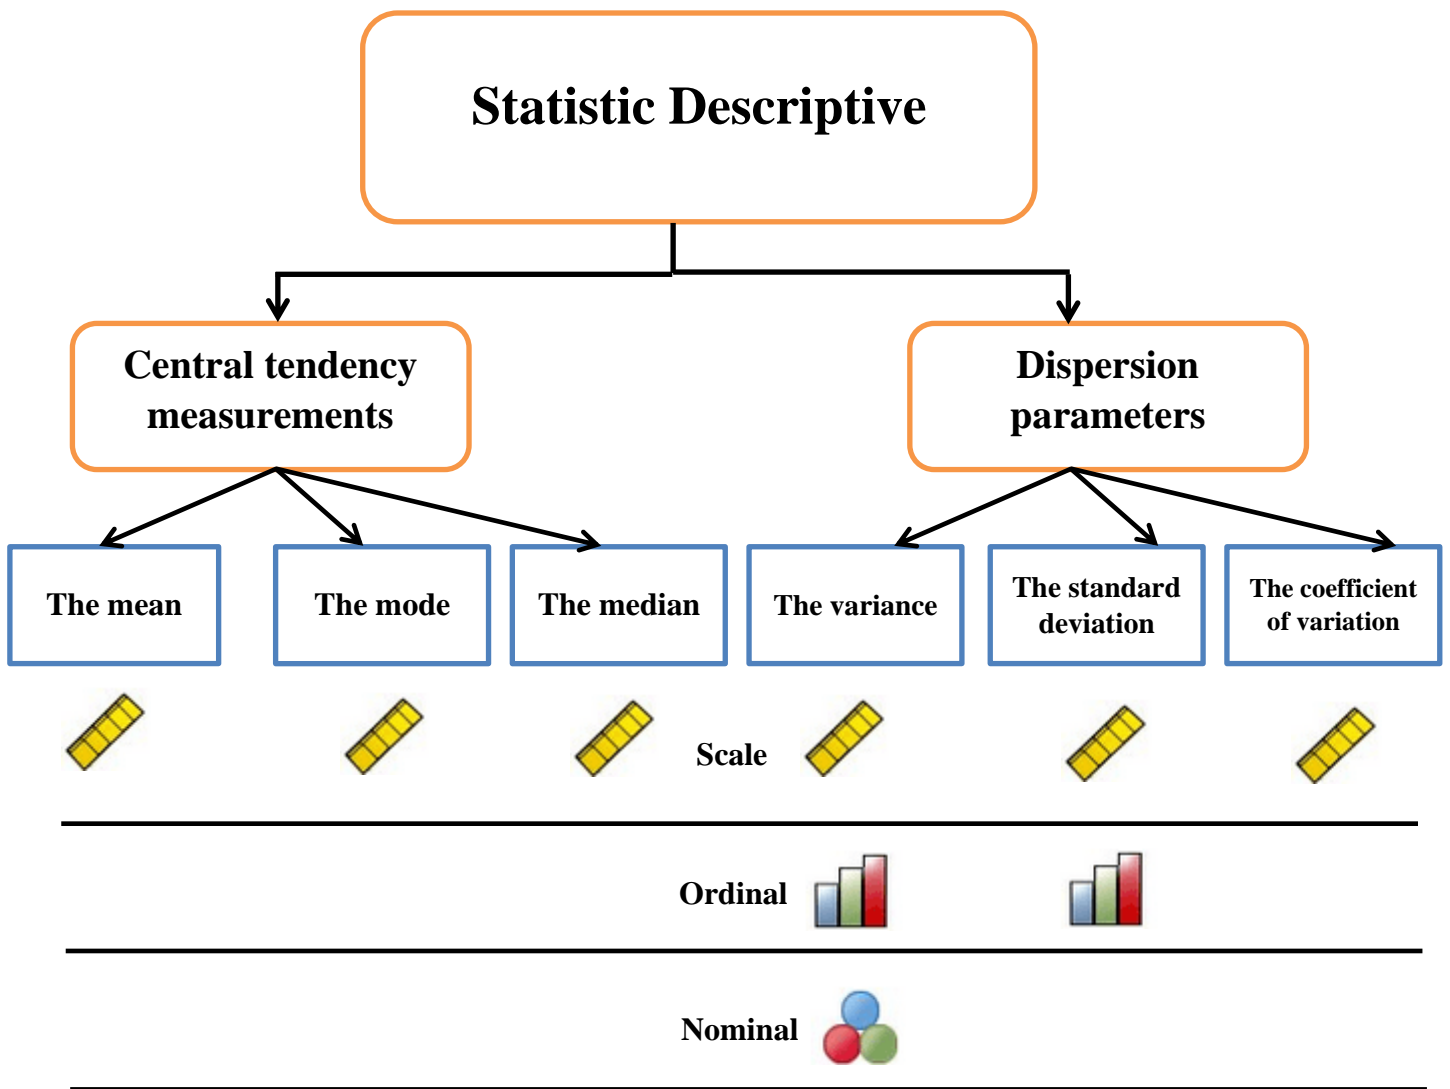 Statistic Descriptive
Central tendency
measurements
Dispersion
parameters
The mean
The mode
The median
The variance
The standard
deviation
The coefficient
of variation
Scale
Ordinal
Nominal